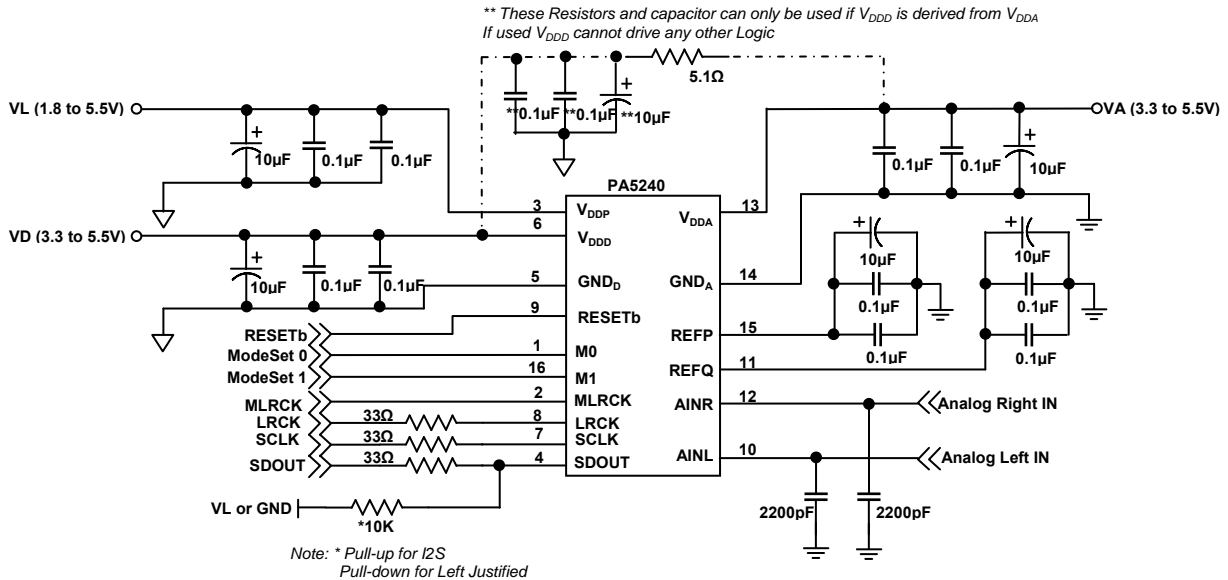 ** These Resistors and capacitor can only be used if VDDD is derived from VDDA
If used VDDD cannot drive any other Logic
5.1Ω
**0.1µF **0.1µF **10µF
+
VL (1.8 to 5.5V)
VA (3.3 to 5.5V)
+
10µF 0.1µF 0.1µF
0.1µF 0.1µF 10µF
+
PA5240
3 VDDP
VDDA 13
6 VDDD
VD (3.3 to 5.5V)
+
10µF 0.1µF 0.1µF
+
10µF
0.1µF
0.1µF
+
10µF
0.1µF
0.1µF
5 GNDD
GNDA 14
9 RESETb
REFP 15
1 M0
REFQ 11
16 M1
2 MLRCK
AINR 12
8 LRCK
7 SCLK
AINL 10
4 SDOUT
RESETb
ModeSet 0
ModeSet 1
MLRCK
LRCK 33Ω
SCLK 33Ω
SDOUT 33Ω
Analog Right IN
Analog Left IN
2200pF 2200pF
VL or GND
*10K
Note: * Pull-up for I2S
Pull-down for Left Justified